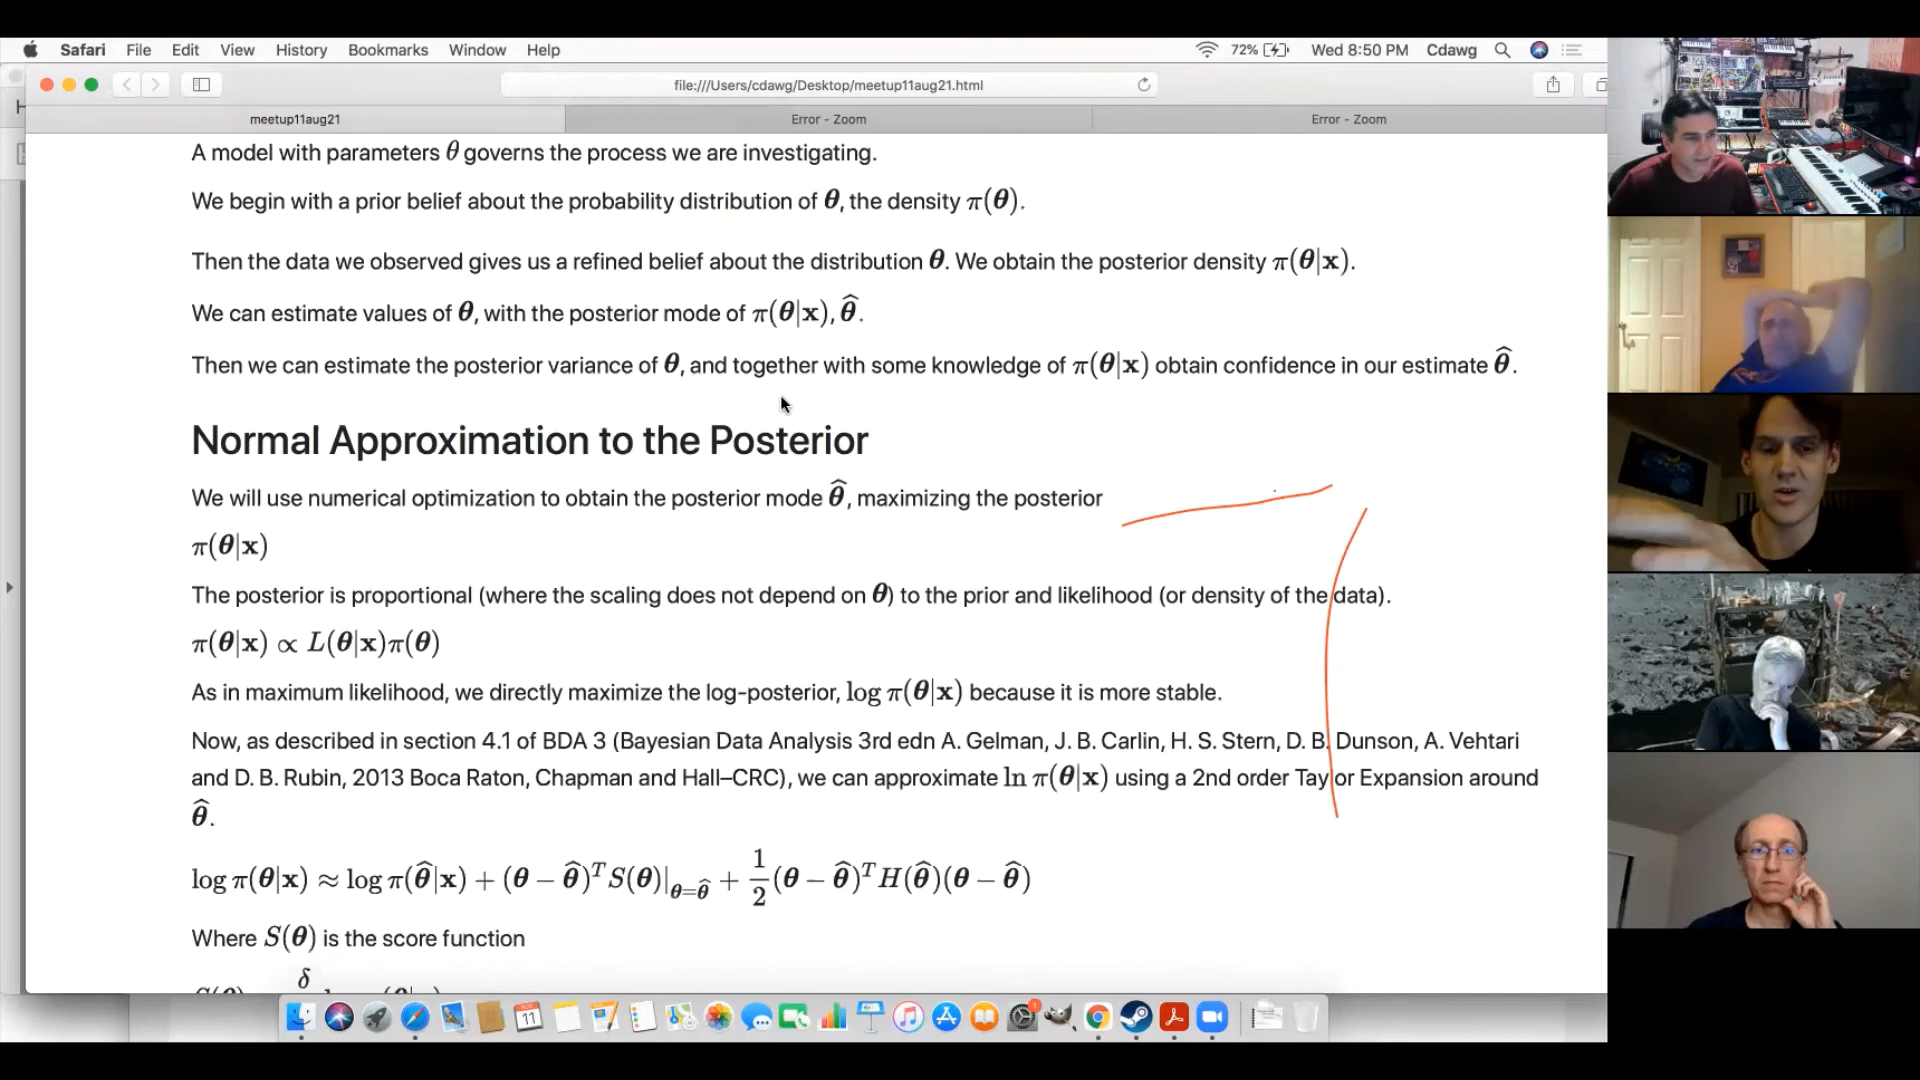 Safari File Edit View History Bookmarks Window Help 72% Wed 8:50 PM Cdawg
file:///Users/cdawg/Desktop/meetup11aug21.html
meetup11aug21 Error - Zoom Error - Zoom
A model with parameters θ governs the process we are investigating.
We begin with a prior belief about the probability distribution of θ, the density π(θ).
Then the data we observed gives us a refined belief about the distribution θ. We obtain the posterior density π(θ|x).
We can estimate values of θ, with the posterior mode of π(θ|x), θ̂.
Then we can estimate the posterior variance of θ, and together with some knowledge of π(θ|x) obtain confidence in our estimate θ̂.
Normal Approximation to the Posterior
We will use numerical optimization to obtain the posterior mode θ̂, maximizing the posterior
π(θ|x)
The posterior is proportional (where the scaling does not depend on θ) to the prior and likelihood (or density of the data).
π(θ|x) ∝ L(θ|x)π(θ)
As in maximum likelihood, we directly maximize the log-posterior, log π(θ|x) because it is more stable.
Now, as described in section 4.1 of BDA 3 (Bayesian Data Analysis 3rd edn A. Gelman, J. B. Carlin, H. S. Stern, D. B. Dunson, A. Vehtari
and D. B. Rubin, 2013 Boca Raton, Chapman and Hall–CRC), we can approximate ln π(θ|x) using a 2nd order Taylor Expansion around
θ̂.
log π(θ|x) ≈ log π(θ̂|x) + (θ − θ̂)ᵀS(θ)|θ=θ̂ + 1/2(θ − θ̂)ᵀH(θ̂)(θ − θ̂)
Where S(θ) is the score function
δ
11